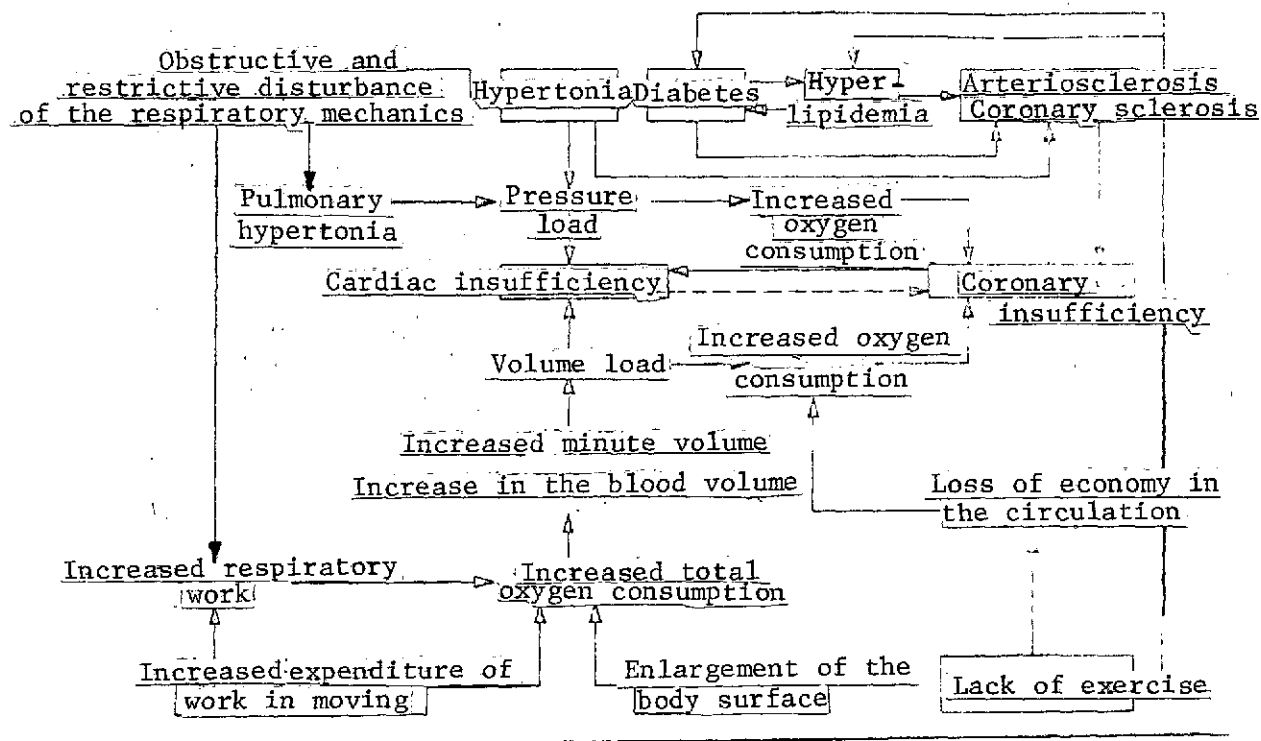 Obstructive and
restrictive disturbance
of the respiratory mechanics
Hypertonia
Diabetes
Hyper-
lipidemia
Arteriosclerosis
Coronary sclerosis
Pulmonary
hypertonia
Pressure
load
Increased
oxygen
consumption
Cardiac insufficiency
Coronary
insufficiency
Volume load
Increased oxygen
consumption
Increased minute volume
Increase in the blood volume
Loss of economy in
the circulation
Increased respiratory
work
Increased total
oxygen consumption
Increased expenditure of
work in moving
Enlargement of the
body surface
Lack of exercise